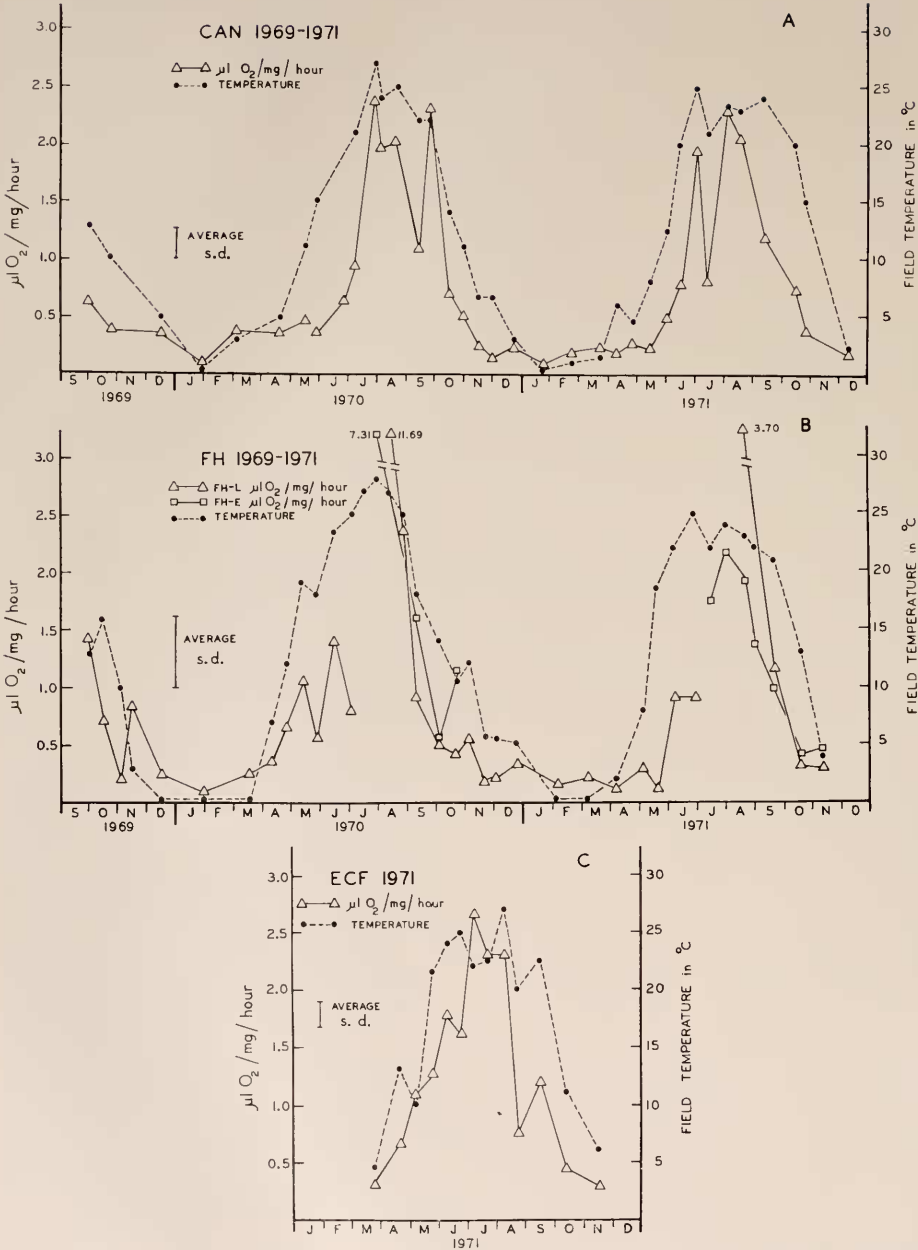 A
CAN 1969-1971
µl O2/mg/hour
TEMPERATURE
AVERAGE
s.d.
3.0
2.5
2.0
1.5
1.0
0.5
µl O2/mg/hour
30
25
20
15
10
5
FIELD TEMPERATURE in °C
S O N D J F M A M J J A S O N D J F M A M J J A S O N D
1969 1970 1971
B
FH 1969-1971
FH-L µl O2/mg/hour
FH-E µl O2/mg/hour
TEMPERATURE
7.31 11.69
3.70
AVERAGE
s.d.
3.0
2.5
2.0
1.5
1.0
0.5
µl O2/mg/hour
30
25
20
15
10
5
FIELD TEMPERATURE in °C
S O N D J F M A M J J A S O N D J F M A M J J A S O N D
1969 1970 1971
C
ECF 1971
µl O2/mg/hour
TEMPERATURE
AVERAGE
s.d.
3.0
2.5
2.0
1.5
1.0
0.5
µl O2/mg/hour
30
25
20
15
10
5
FIELD TEMPERATURE in °C
J F M A M J J A S O N D
1971